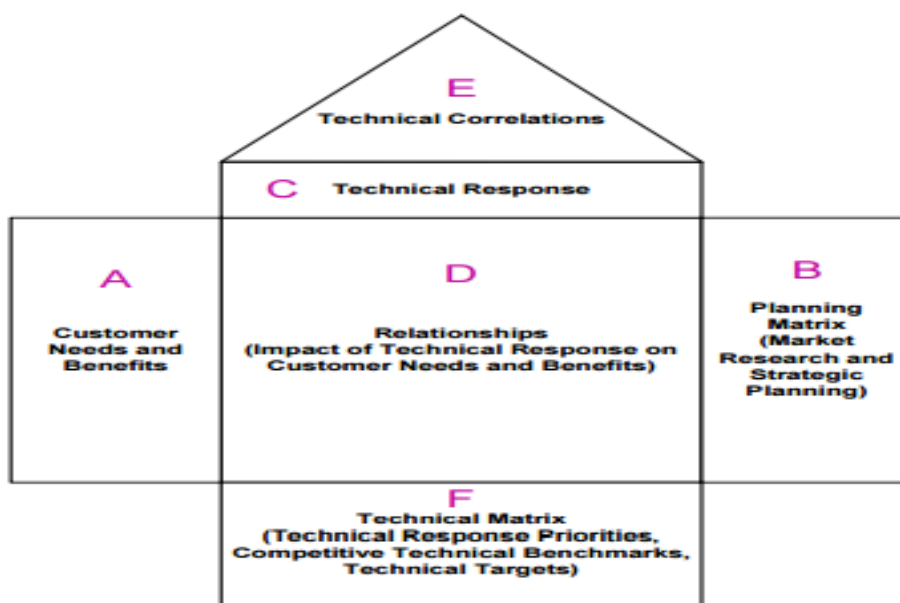 E
Technical Correlations
C Technical Response
A
Customer
Needs and
Benefits
D
Relationships
(Impact of Technical Response on
Customer Needs and Benefits)
B
Planning
Matrix
(Market
Research and
Strategic
Planning)
F
Technical Matrix
(Technical Response Priorities,
Competitive Technical Benchmarks,
Technical Targets)